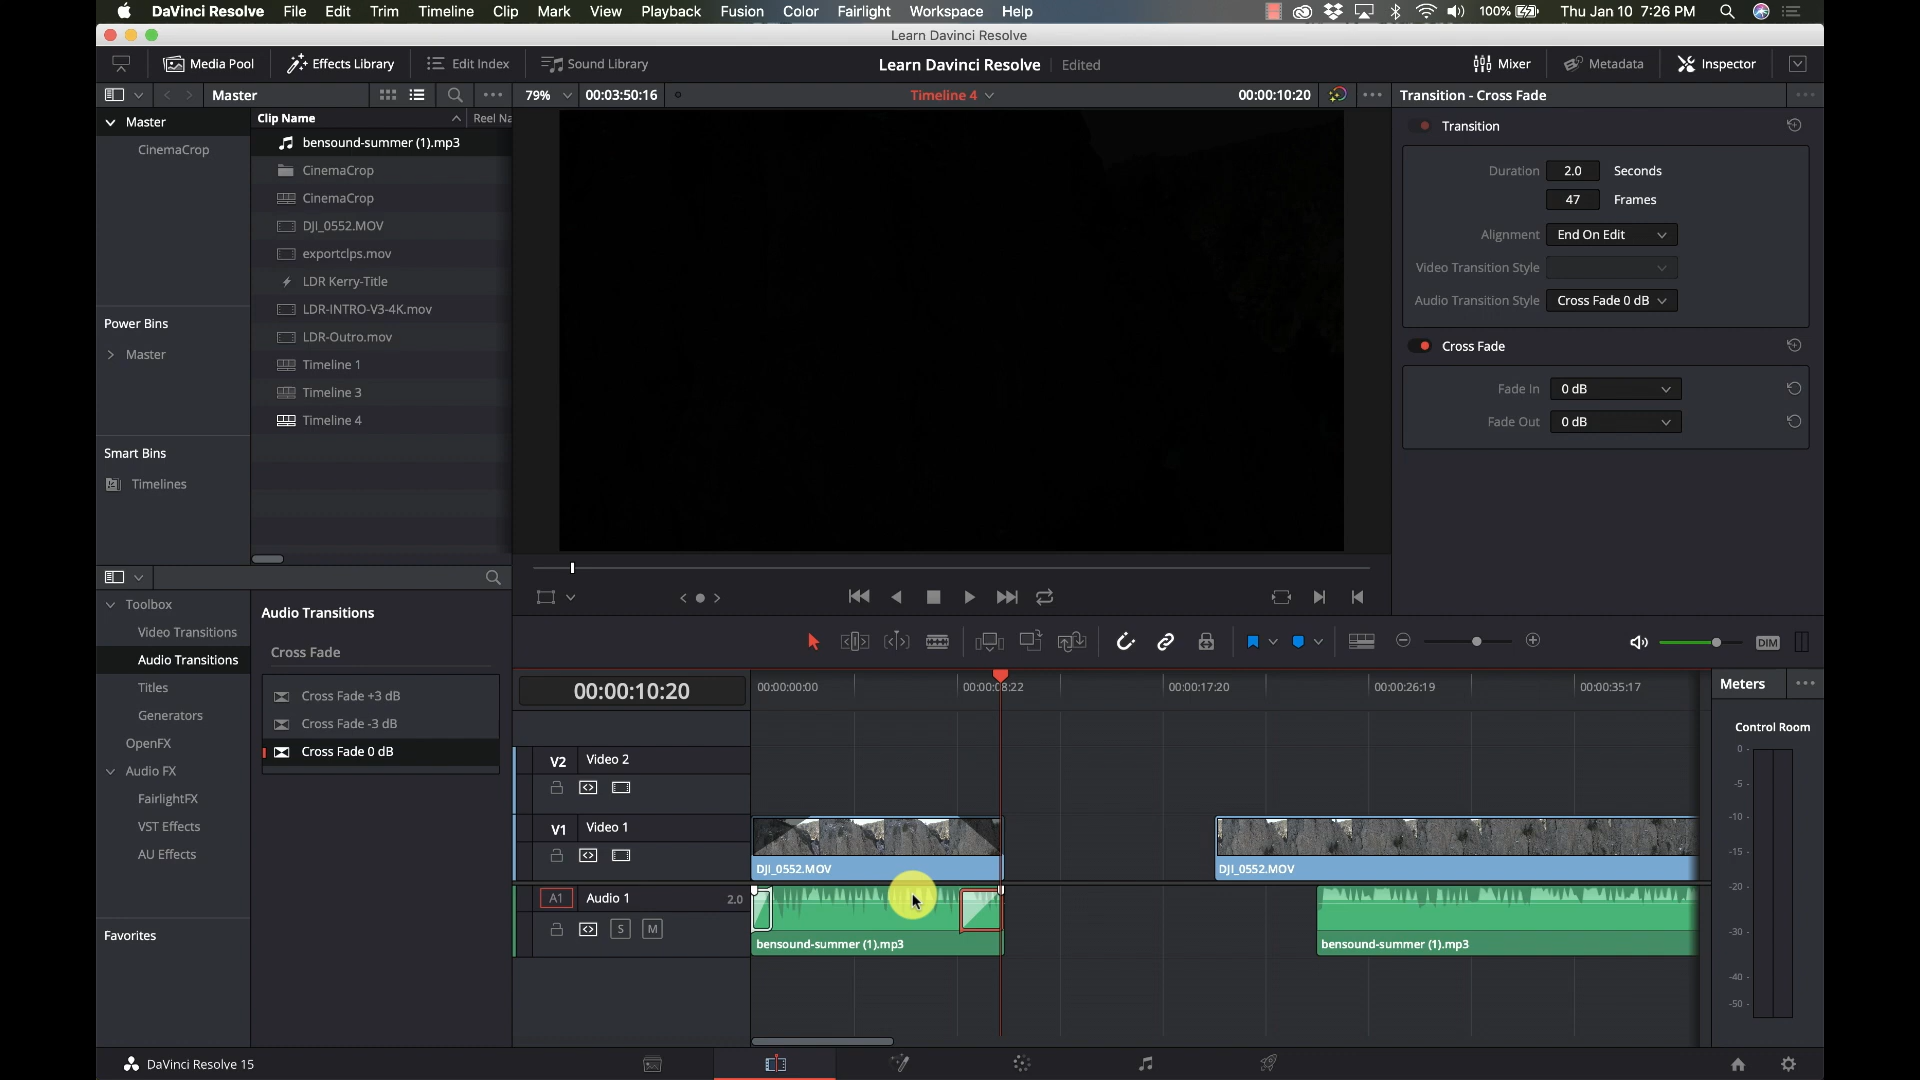 DaVinci Resolve File Edit Trim Timeline Clip Mark View Playback Fusion Color Fairlight Workspace Help 100% Thu Jan 10 7:26 PM
Learn Davinci Resolve
Media Pool Effects Library Edit Index Sound Library Learn Davinci Resolve Edited Mixer Metadata Inspector
Master 79% 00:03:50:16 Timeline 4 00:00:10:20 Transition - Cross Fade
Master
CinemaCrop
Clip Name Reel Na
bensound-summer (1).mp3
CinemaCrop
CinemaCrop
DJI_0552.MOV
exportclps.mov
LDR Kerry-Title
LDR-INTRO-V3-4K.mov
LDR-Outro.mov
Timeline 1
Timeline 3
Timeline 4
Power Bins
Master
Smart Bins
Timelines
Transition
Duration 2.0 Seconds
47 Frames
Alignment End On Edit
Video Transition Style
Audio Transition Style Cross Fade 0 dB
Cross Fade
Fade In 0 dB
Fade Out 0 dB
Toolbox
Video Transitions
Audio Transitions
Titles
Generators
OpenFX
Audio FX
FairlightFX
VST Effects
AU Effects
Favorites
Audio Transitions
Cross Fade
Cross Fade +3 dB
Cross Fade -3 dB
Cross Fade 0 dB
DIM
00:00:10:20 00:00:00:00 00:00:08:22 00:00:17:20 00:00:26:19 00:00:35:17
V2 Video 2
V1 Video 1
DJI_0552.MOV DJI_0552.MOV
A1 Audio 1 2.0
S M
bensound-summer (1).mp3 bensound-summer (1).mp3
Meters
Control Room
0
-5
-10
-15
-20
-30
-40
-50
DaVinci Resolve 15